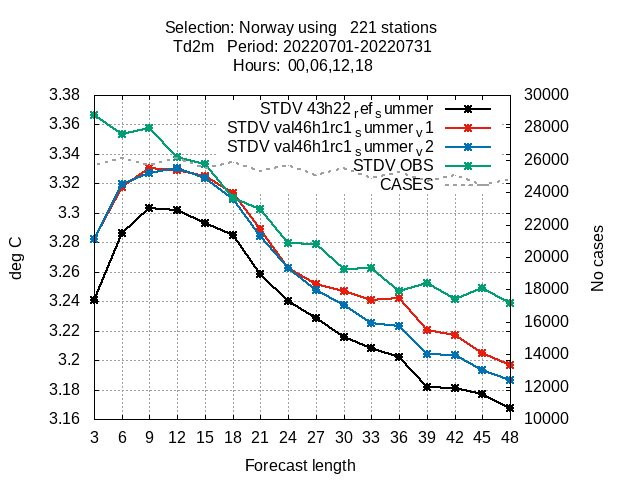 Selection: Norway using   221 stations
Td2m   Period: 20220701-20220731
Hours:  00,06,12,18
3.38 30000
STDV 43h22ref_summer
3.36 28000
STDV val46h1rc1summerv1
STDV val46h1rc1summerv2
3.34 26000
STDV OBS
CASES
3.32 24000
3.3 22000
3.28 20000
3.26 18000
3.24 16000
3.22 14000
3.2 12000
3.18
3.16 10000
deg C
No cases
3 6 9 12 15 18 21 24 27 30 33 36 39 42 45 48
Forecast length